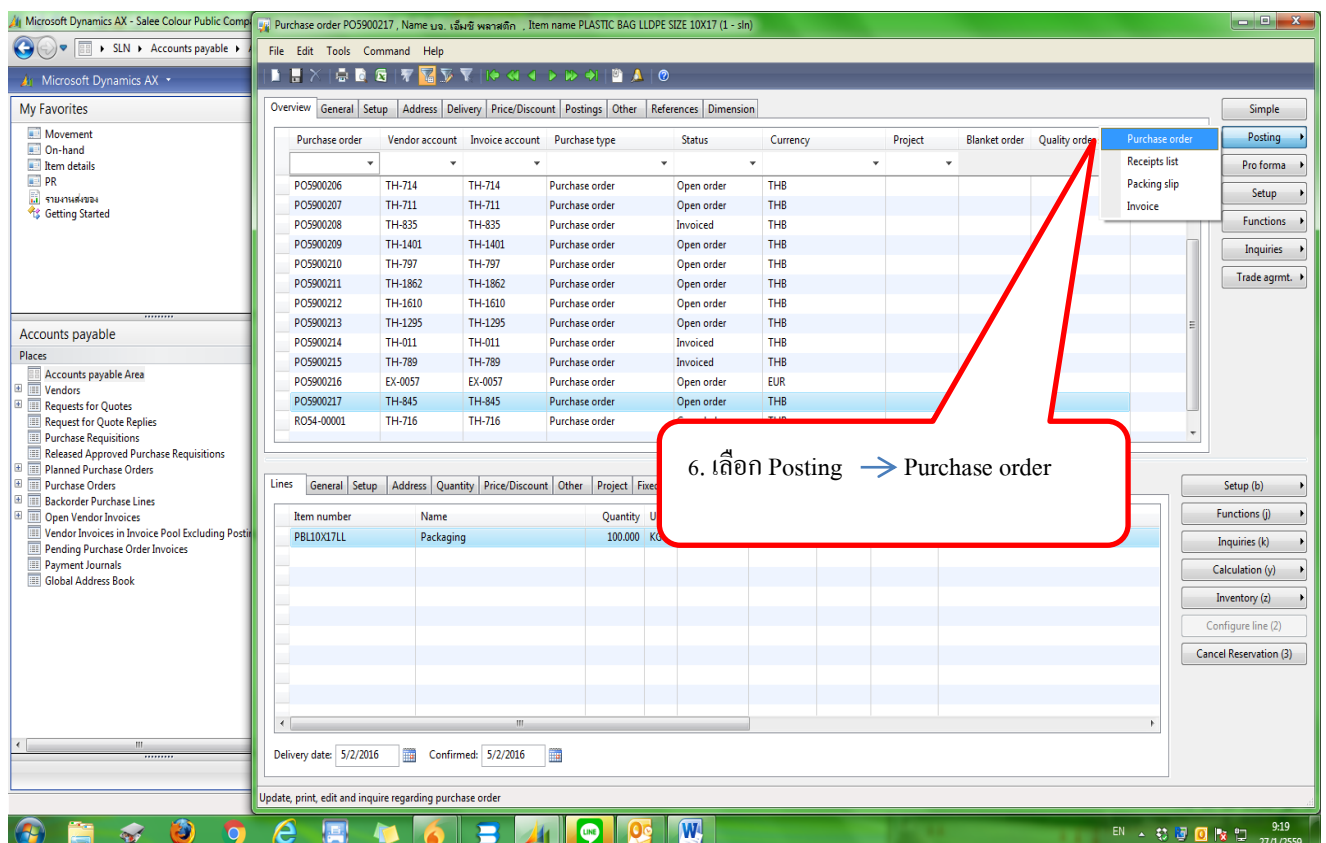 Microsoft Dynamics AX - Salee Colour Public Comp
SLN ▸ Accounts payable ▸
Microsoft Dynamics AX
My Favorites
Movement
On-hand
Item details
PR
รายงานส่งของ
Getting Started
Accounts payable
Places
Accounts payable Area
Vendors
Requests for Quotes
Request for Quote Replies
Purchase Requisitions
Released Approved Purchase Requisitions
Planned Purchase Orders
Purchase Orders
Backorder Purchase Lines
Open Vendor Invoices
Vendor Invoices in Invoice Pool Excluding Postin
Pending Purchase Order Invoices
Payment Journals
Global Address Book
Purchase order PO5900217 , Name บจ. เอ็มซิ พลาสติก , Item name PLASTIC BAG LLDPE SIZE 10X17 (1 - sln)
File Edit Tools Command Help
Overview General Setup Address Delivery Price/Discount Postings Other References Dimension
Purchase order Vendor account Invoice account Purchase type Status Currency Project Blanket order Quality order
PO5900206 TH-714 TH-714 Purchase order Open order THB
PO5900207 TH-711 TH-711 Purchase order Open order THB
PO5900208 TH-835 TH-835 Purchase order Invoiced THB
PO5900209 TH-1401 TH-1401 Purchase order Open order THB
PO5900210 TH-797 TH-797 Purchase order Open order THB
PO5900211 TH-1862 TH-1862 Purchase order Open order THB
PO5900212 TH-1610 TH-1610 Purchase order Open order THB
PO5900213 TH-1295 TH-1295 Purchase order Open order THB
PO5900214 TH-011 TH-011 Purchase order Invoiced THB
PO5900215 TH-789 TH-789 Purchase order Invoiced THB
PO5900216 EX-0057 EX-0057 Purchase order Open order EUR
PO5900217 TH-845 TH-845 Purchase order Open order THB
RO54-00001 TH-716 TH-716 Purchase order
Simple
Posting
Pro forma
Setup
Functions
Inquiries
Trade agrmt.
Purchase order
Receipts list
Packing slip
Invoice
6. เลือก Posting → Purchase order
Lines General Setup Address Quantity Price/Discount Other Project
Item number Name Quantity
PBL10X17LL Packaging 100.000
Setup (b)
Functions (j)
Inquiries (k)
Calculation (y)
Inventory (z)
Configure line (2)
Cancel Reservation (3)
Delivery date: 5/2/2016 Confirmed: 5/2/2016
Update, print, edit and inquire regarding purchase order
LINE
EN
9:19
27/1/2559